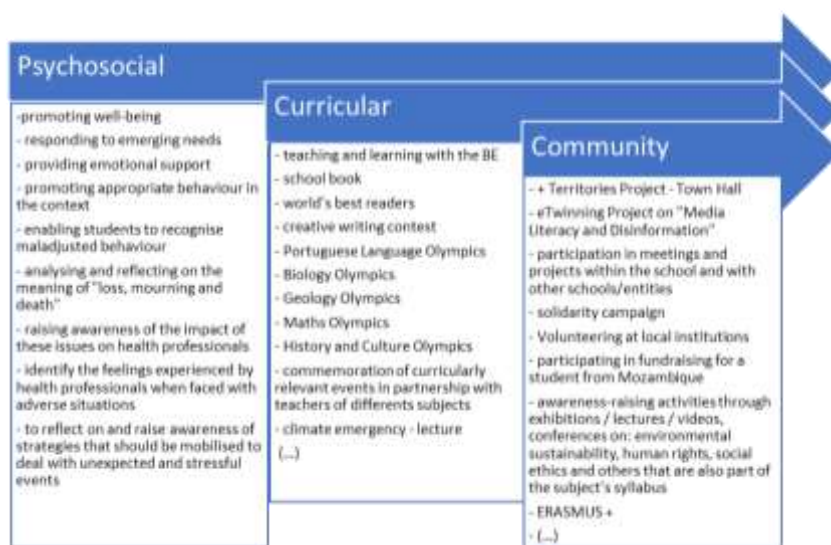 Psychosocial
-promoting well-being
- responding to emerging needs
- providing emotional support
- promoting appropriate behaviour in
the context
- enabling students to recognise
maladjusted behaviour
- analysing and reflecting on the
meaning of "loss, mourning and
death"
- raising awareness of the impact of
these issues on health professionals
- identify the feelings experienced by
health professionals when faced with
adverse situations
- to reflect on and raise awareness of
strategies that should be mobilised to
deal with unexpected and stressful
events
Curricular
- teaching and learning with the BE
- school book
- world's best readers
- creative writing contest
- Portuguese Language Olympics
- Biology Olympics
- Geology Olympics
- Maths Olympics
- History and Culture Olympics
- commemoration of curricularly
relevant events in partnership with
teachers of differents subjects
- climate emergency - lecture
(...)
Community
- + Territories Project - Town Hall
- eTwinning Project on "Media
Literacy and Disinformation"
- participation in meetings and
projects within the school and with
other schools/entities
- solidarity campaign
- Volunteering at local institutions
- participating in fundraising for a
student from Mozambique
- awareness-raising activities through
exhibitions / lectures / videos,
conferences on: environmental
sustainability, human rights, social
ethics and others that are also part of
the subject's syllabus
- ERASMUS +
- (...)